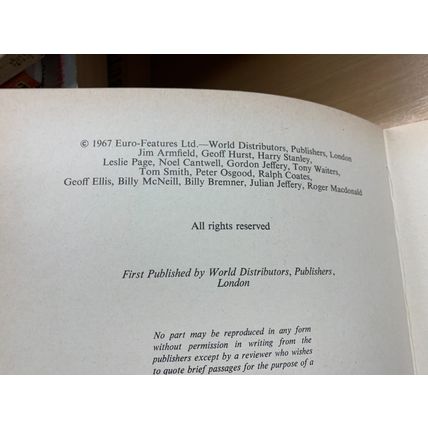 © 1967 Euro-Features Ltd.—World Distributors, Publishers, London
Jim Armfield, Geoff Hurst, Harry Stanley,
Leslie Page, Noel Cantwell, Gordon Jeffery, Tony Waiters,
Tom Smith, Peter Osgood, Ralph Coates,
Geoff Ellis, Billy McNeill, Billy Bremner, Julian Jeffery, Roger Macdonald
All rights reserved
First Published by World Distributors, Publishers,
London
No part may be reproduced in any form
without permission in writing from the
publishers except by a reviewer who wishes
to quote brief passages for the purpose of a